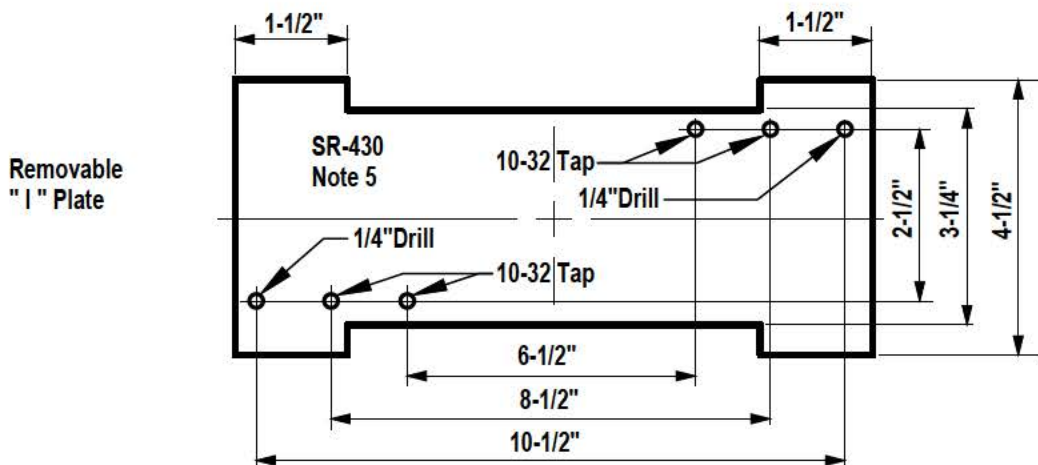 1-1/2"
1-1/2"
Removable
" I " Plate
SR-430
Note 5
10-32 Tap
1/4"Drill
1/4"Drill
10-32 Tap
2-1/2"
3-1/4"
4-1/2"
6-1/2"
8-1/2"
10-1/2"